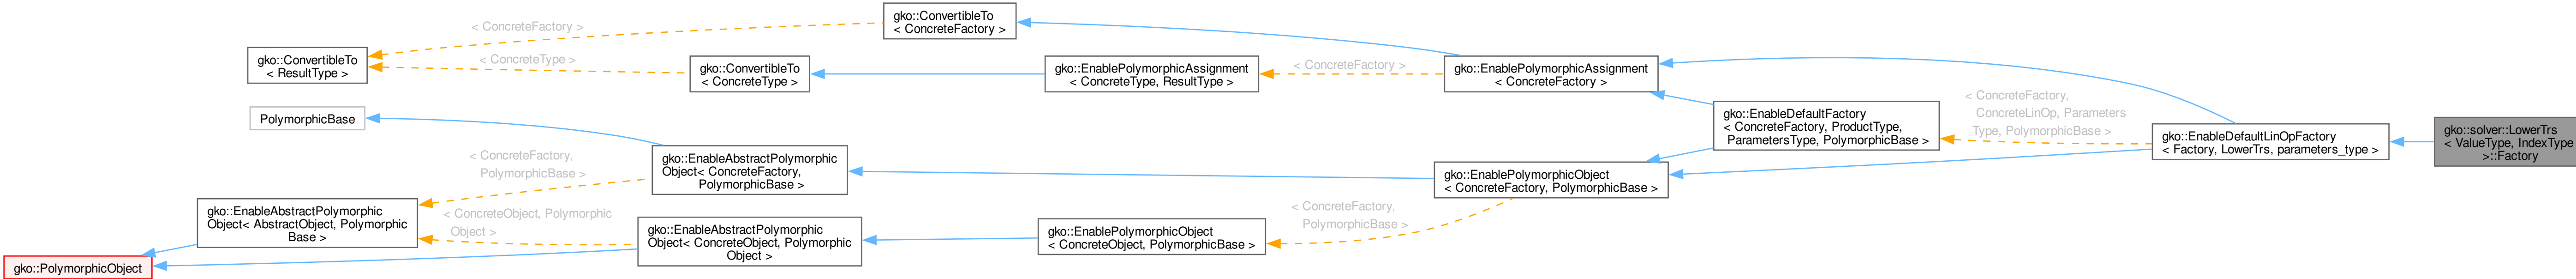 gko::ConvertibleTo
< ConcreteFactory >
< ConcreteFactory >
gko::ConvertibleTo
< ResultType >
< ConcreteType >
gko::ConvertibleTo
< ConcreteType >
gko::EnablePolymorphicAssignment
< ConcreteType, ResultType >
< ConcreteFactory >
gko::EnablePolymorphicAssignment
< ConcreteFactory >
PolymorphicBase
gko::EnableDefaultFactory
< ConcreteFactory, ProductType,
ParametersType, PolymorphicBase >
< ConcreteFactory,
ConcreteLinOp, Parameters
Type, PolymorphicBase >
gko::EnableDefaultLinOpFactory
< Factory, LowerTrs, parameters_type >
gko::solver::LowerTrs
< ValueType, IndexType
>::Factory
< ConcreteFactory,
PolymorphicBase >
gko::EnableAbstractPolymorphic
Object< ConcreteFactory,
PolymorphicBase >
gko::EnablePolymorphicObject
< ConcreteFactory, PolymorphicBase >
gko::EnableAbstractPolymorphic
Object< AbstractObject, Polymorphic
Base >
< ConcreteObject, Polymorphic
Object >
gko::EnableAbstractPolymorphic
Object< ConcreteObject, Polymorphic
Object >
gko::EnablePolymorphicObject
< ConcreteObject, PolymorphicBase >
< ConcreteFactory,
PolymorphicBase >
gko::PolymorphicObject